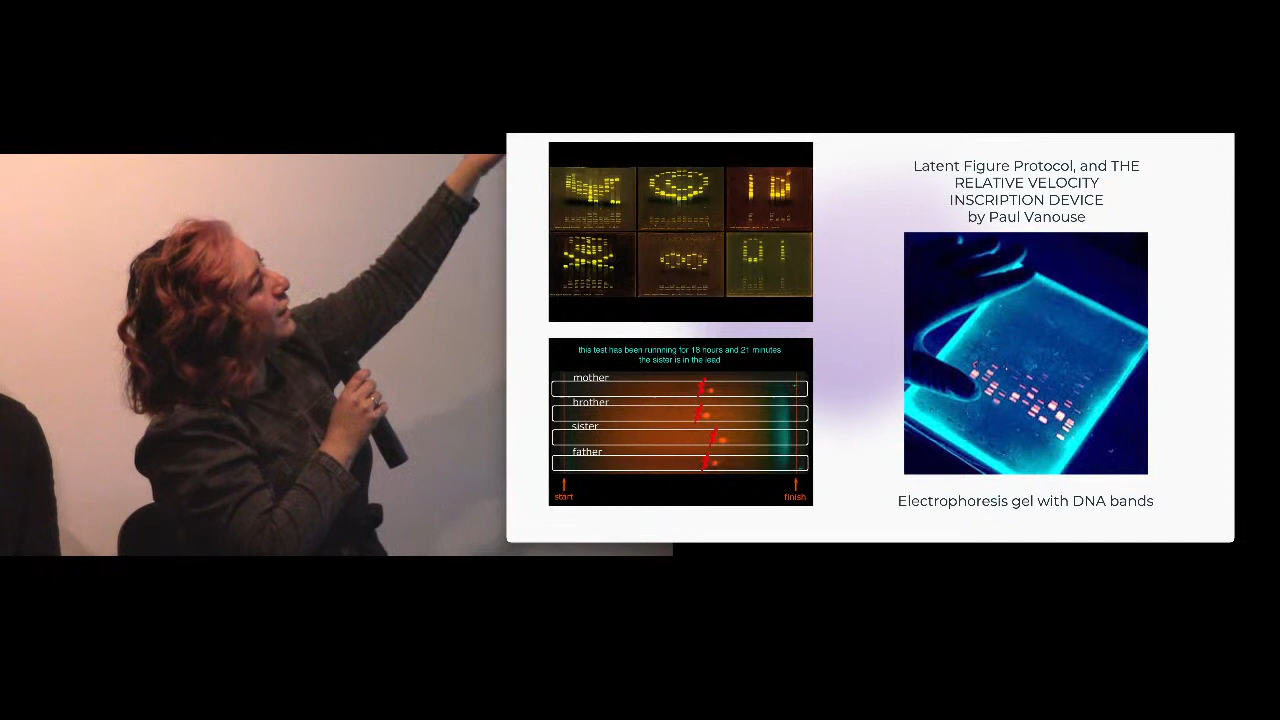 Latent Figure Protocol, and THE
RELATIVE VELOCITY
INSCRIPTION DEVICE
by Paul Vanouse
this test has been runnning for 18 hours and 21 minutes
the sister is in the lead
mother
brother
sister
father
start
finish
Electrophoresis gel with DNA bands